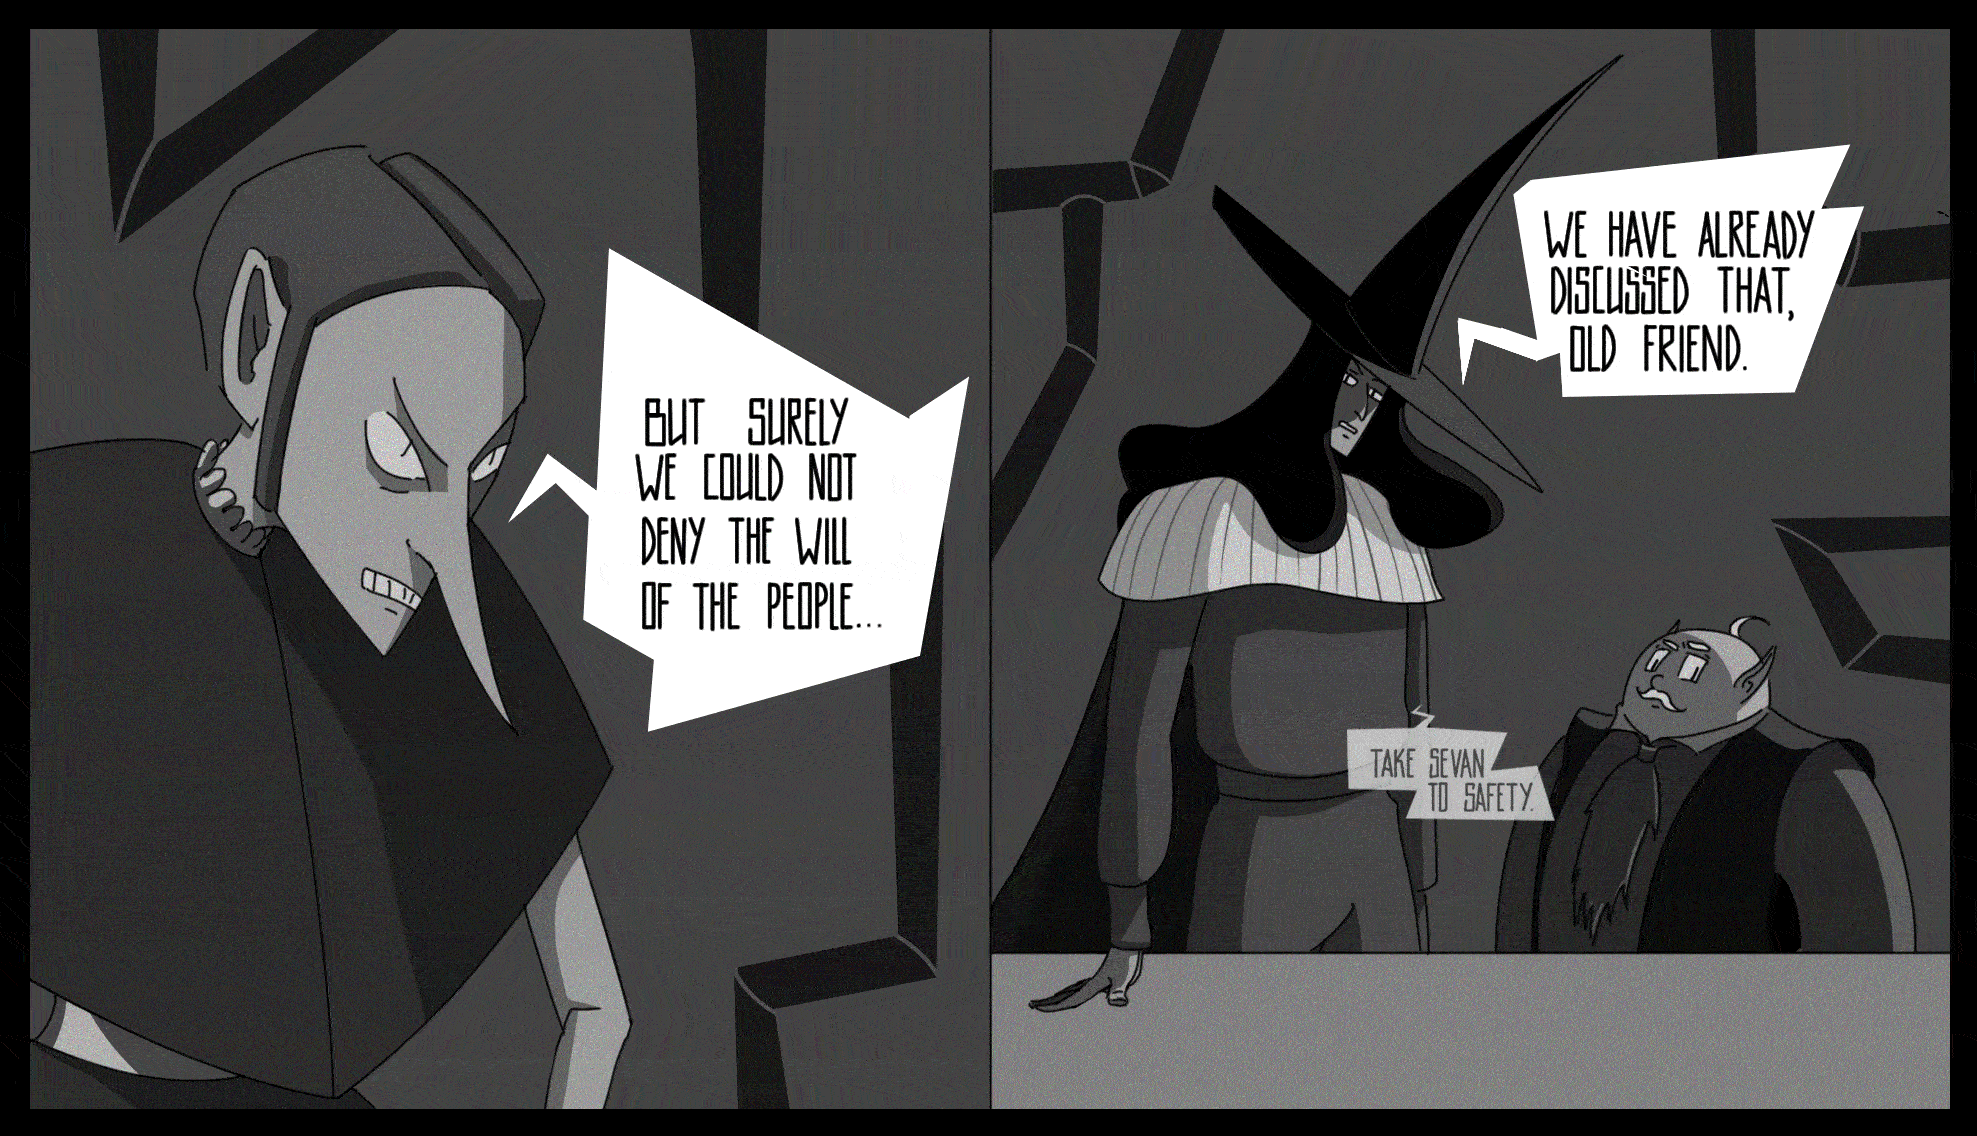 BUT SURELY
WE COULD NOT
DENY THE WILL
OF THE PEOPLE...
WE HAVE ALREADY
DISCUSSED THAT,
OLD FRIEND.
TAKE SEVAN
TO SAFETY.